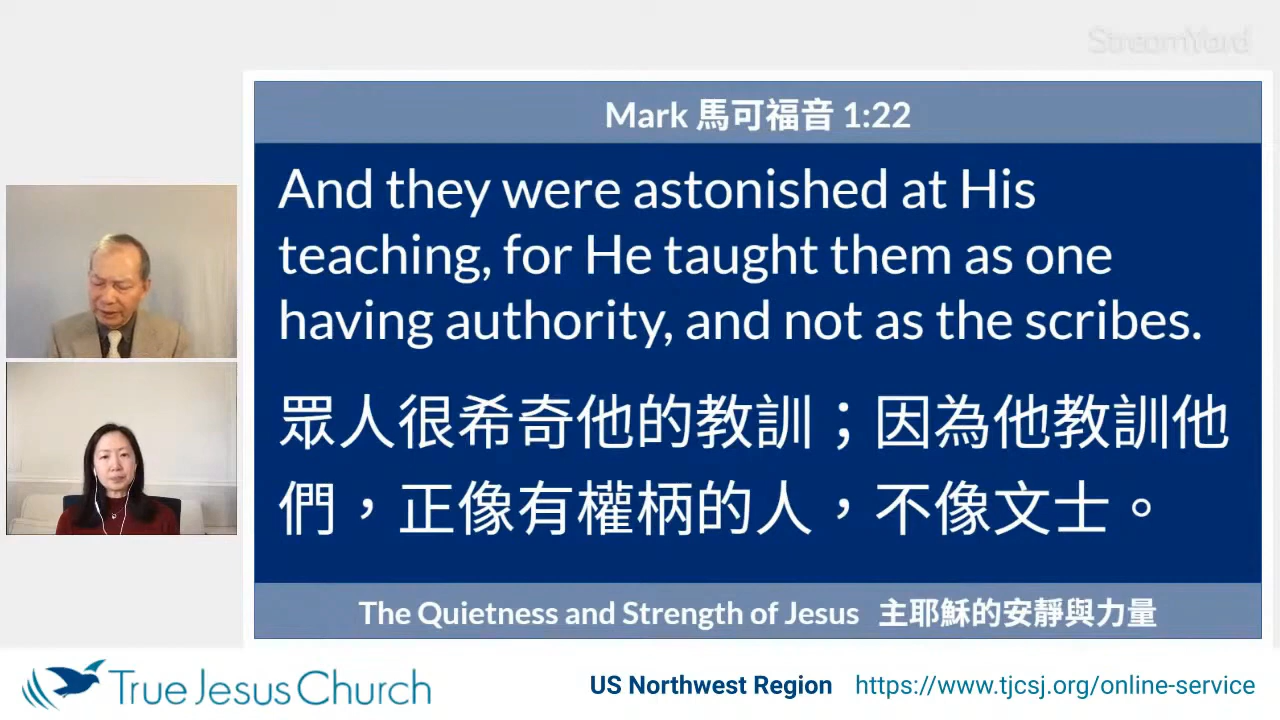 StreamYard
Mark 馬可福音 1:22
And they were astonished at His
teaching, for He taught them as one
having authority, and not as the scribes.
眾人很希奇他的教訓；因為他教訓他
們，正像有權柄的人，不像文士。
The Quietness and Strength of Jesus 主耶穌的安靜與力量
True Jesus Church
US Northwest Region https://www.tjcsj.org/online-service